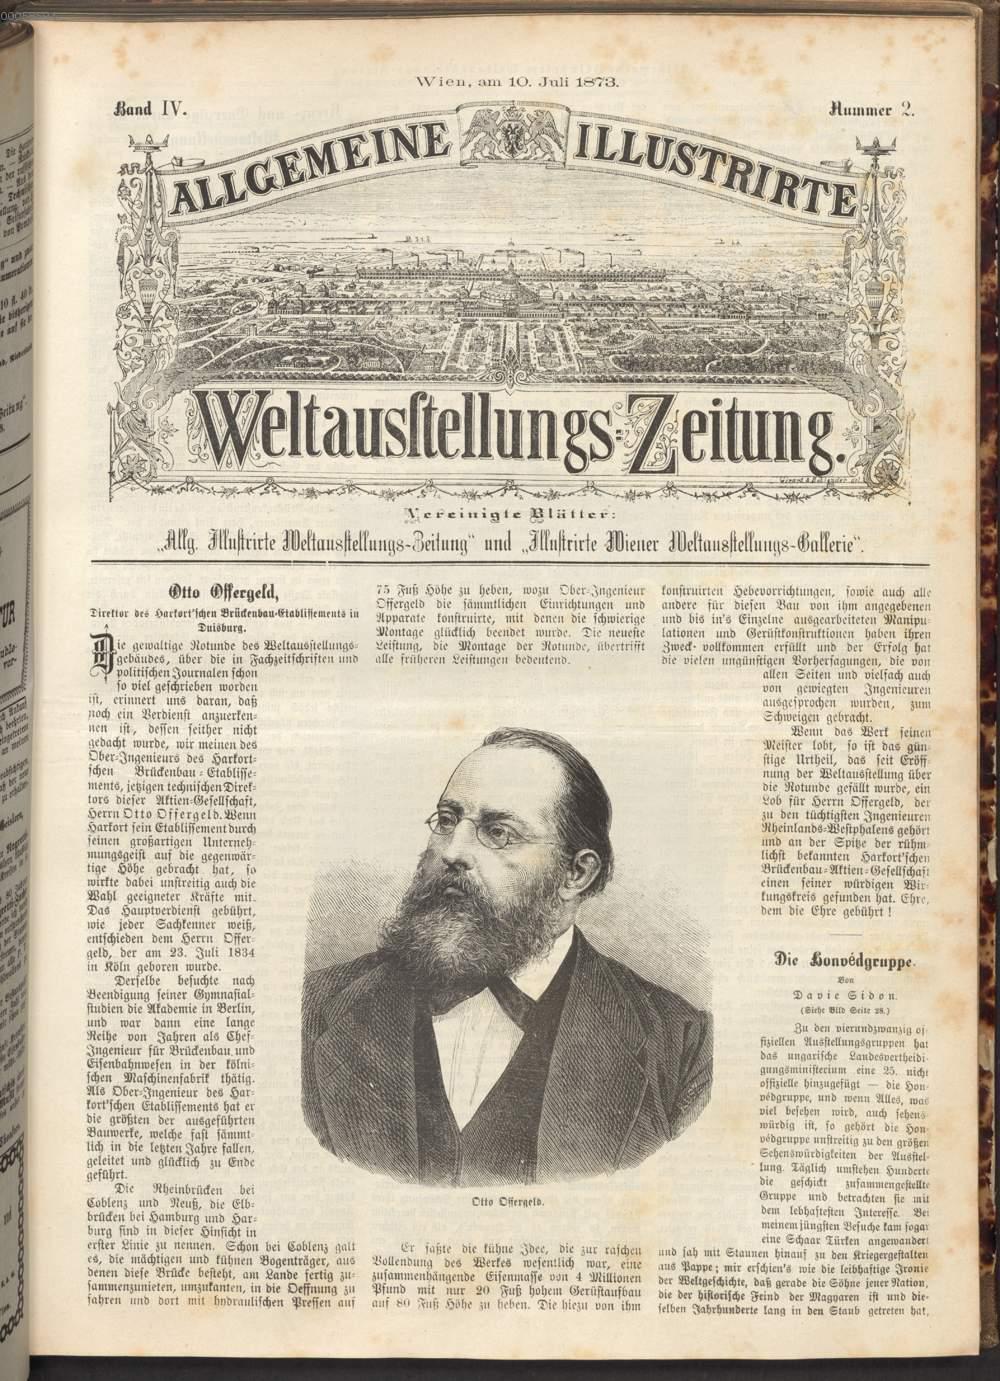 Wien, am 10. Juli 1873.
Band IV.
Nummer 2.
ALLGEMEINE ILLUSTRIRTE
Weltausstellungs-Zeitung.
Vereinigte Blätter:
„Allg. Illustrirte Weltausstellungs-Zeitung" und „Illustrirte Wiener Weltausstellungs-Gallerie".
Otto Offergeld,
Direktor des Harkort'schen Brückenbau-Etablissements in
Duisburg.
Die gewaltige Rotunde des Weltausstellungs-
gebäudes, über die in Fachzeitschriften und
politischen Journalen schon
so viel geschrieben worden
ist, erinnert uns daran, daß
noch ein Verdienst anzuerken-
nen ist, dessen seither nicht
gedacht wurde, wir meinen des
Ober-Ingenieurs des Harkort-
schen Brückenbau-Etablisse-
ments, jetzigen technischen Direk-
tors dieser Aktien-Gesellschaft,
Herrn Otto Offergeld. Wenn
Harkort sein Etablissement durch
seinen großartigen Unterneh-
mungsgeist auf die gegenwär-
tige Höhe gebracht hat, so
wirkte dabei unstreitig auch die
Wahl geeigneter Kräfte mit.
Das Hauptverdienst gebührt,
wie jeder Sachkenner weiß,
entschieden dem Herrn Offer-
geld, der am 23. Juli 1834
in Köln geboren wurde.
Derselbe besuchte nach
Beendigung seiner Gymnasial-
studien die Akademie in Berlin,
und war dann eine lange
Reihe von Jahren als Chef-
Ingenieur für Brückenbau und
Eisenbahnwesen in der kölni-
schen Maschinenfabrik thätig.
Als Ober-Ingenieur des Har-
kort'schen Etablissements hat er
die größten der ausgeführten
Bauwerke, welche fast sämmt-
lich in die letzten Jahre fallen,
geleitet und glücklich zu Ende
geführt.
Die Rheinbrücken bei
Coblenz und Neuß, die Elb-
brücken bei Hamburg und Har-
burg sind in dieser Hinsicht in
erster Linie zu nennen. Schon bei Coblenz galt
es, die mächtigen und kühnen Bogenträger, aus
denen diese Brücke besteht, am Lande fertig zu-
sammenzunieten, umzukanten, in die Oeffnung zu
fahren und dort mit hydraulischen Pressen auf
75 Fuß Höhe zu heben, wozu Ober-Ingenieur
Offergeld die sämmtlichen Einrichtungen und
Apparate konstruirte, mit denen die schwierige
Montage glücklich beendet wurde. Die neueste
Leistung, die Montage der Rotunde, übertrifft
alle früheren Leistungen bedeutend.
Otto Offergeld.
Er faßte die kühne Idee, die zur raschen
Vollendung des Werkes wesentlich war, eine
zusammenhängende Eisenmasse von 4 Millionen
Pfund mit nur 20 Fuß hohem Gerüstaufbau
auf 80 Fuß Höhe zu heben. Die hiezu von ihm
konstruirten Hebevorrichtungen, sowie auch alle
andere für diesen Bau von ihm angegebenen
und bis in's Einzelne ausgearbeiteten Manipu-
lationen und Gerüstkonstruktionen haben ihren
Zweck vollkommen erfüllt und der Erfolg hat
die vielen ungünstigen Vorhersagungen, die von
allen Seiten und vielfach auch
von gewiegten Ingenieuren
ausgesprochen wurden, zum
Schweigen gebracht.
Wenn das Werk seinen
Meister lobt, so ist das gün-
stige Urtheil, das seit Eröff-
nung der Weltausstellung über
die Rotunde gefällt wurde, ein
Lob für Herrn Offergeld, der
zu den tüchtigsten Ingenieuren
Rheinlands-Westphalens gehört
und an der Spitze der rühm-
lichst bekannten Harkort'schen
Brückenbau-Aktien-Gesellschaft
einen seiner würdigen Wir-
kungskreis gefunden hat. Ehre,
dem die Ehre gebührt!
Die Honvédgruppe.
Von
Davie Sidon.
(Siehe Bild Seite 28.)
Zu den vierundzwanzig of-
fiziellen Ausstellungsgruppen hat
das ungarische Landesvertheidi-
gungsministerium eine 25. nicht
offizielle hinzugefügt — die Hon-
védgruppe, und wenn Alles, was
viel besehen wird, auch sehens-
würdig ist, so gehört die Hon-
védgruppe unstreitig zu den größten
Sehenswürdigkeiten der Ausstel-
lung. Täglich umstehen Hunderte
die geschickt zusammengestellte
Gruppe und betrachten sie mit
dem lebhaftesten Interesse. Bei
meinem jüngsten Besuche kam sogar
eine Schaar Türken angewandert
und sah mit Staunen hinauf zu den Kriegergestalten
aus Pappe; mir erschien's wie die leibhaftige Ironie
der Weltgeschichte, daß gerade die Söhne jener Nation,
die der historische Feind der Magyaren ist und die-
selben Jahrhunderte lang in den Staub getreten hat,